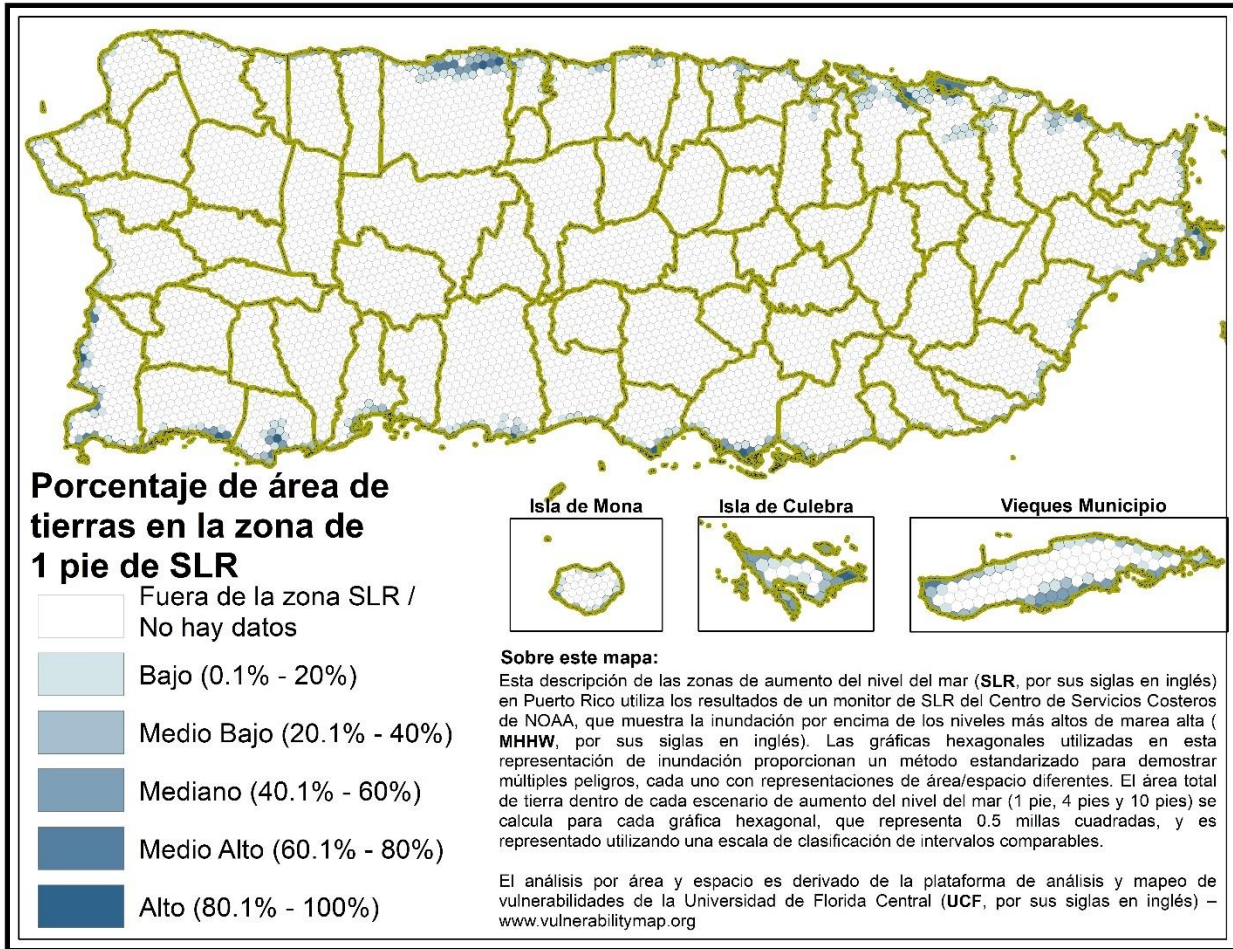 Porcentaje de área de
tierras en la zona de
1 pie de SLR
Fuera de la zona SLR /
No hay datos
Bajo (0.1% - 20%)
Medio Bajo (20.1% - 40%)
Mediano (40.1% - 60%)
Medio Alto (60.1% - 80%)
Alto (80.1% - 100%)
Isla de Mona
Isla de Culebra
Vieques Municipio
Sobre este mapa:
Esta descripción de las zonas de aumento del nivel del mar (SLR, por sus siglas en inglés)
en Puerto Rico utiliza los resultados de un monitor de SLR del Centro de Servicios Costeros
de NOAA, que muestra la inundación por encima de los niveles más altos de marea alta (
MHHW, por sus siglas en inglés). Las gráficas hexagonales utilizadas en esta
representación de inundación proporcionan un método estandarizado para demostrar
múltiples peligros, cada uno con representaciones de área/espacio diferentes. El área total
de tierra dentro de cada escenario de aumento del nivel del mar (1 pie, 4 pies y 10 pies) se
calcula para cada gráfica hexagonal, que representa 0.5 millas cuadradas, y es
representado utilizando una escala de clasificación de intervalos comparables.
El análisis por área y espacio es derivado de la plataforma de análisis y mapeo de
vulnerabilidades de la Universidad de Florida Central (UCF, por sus siglas en inglés) –
www.vulnerabilitymap.org